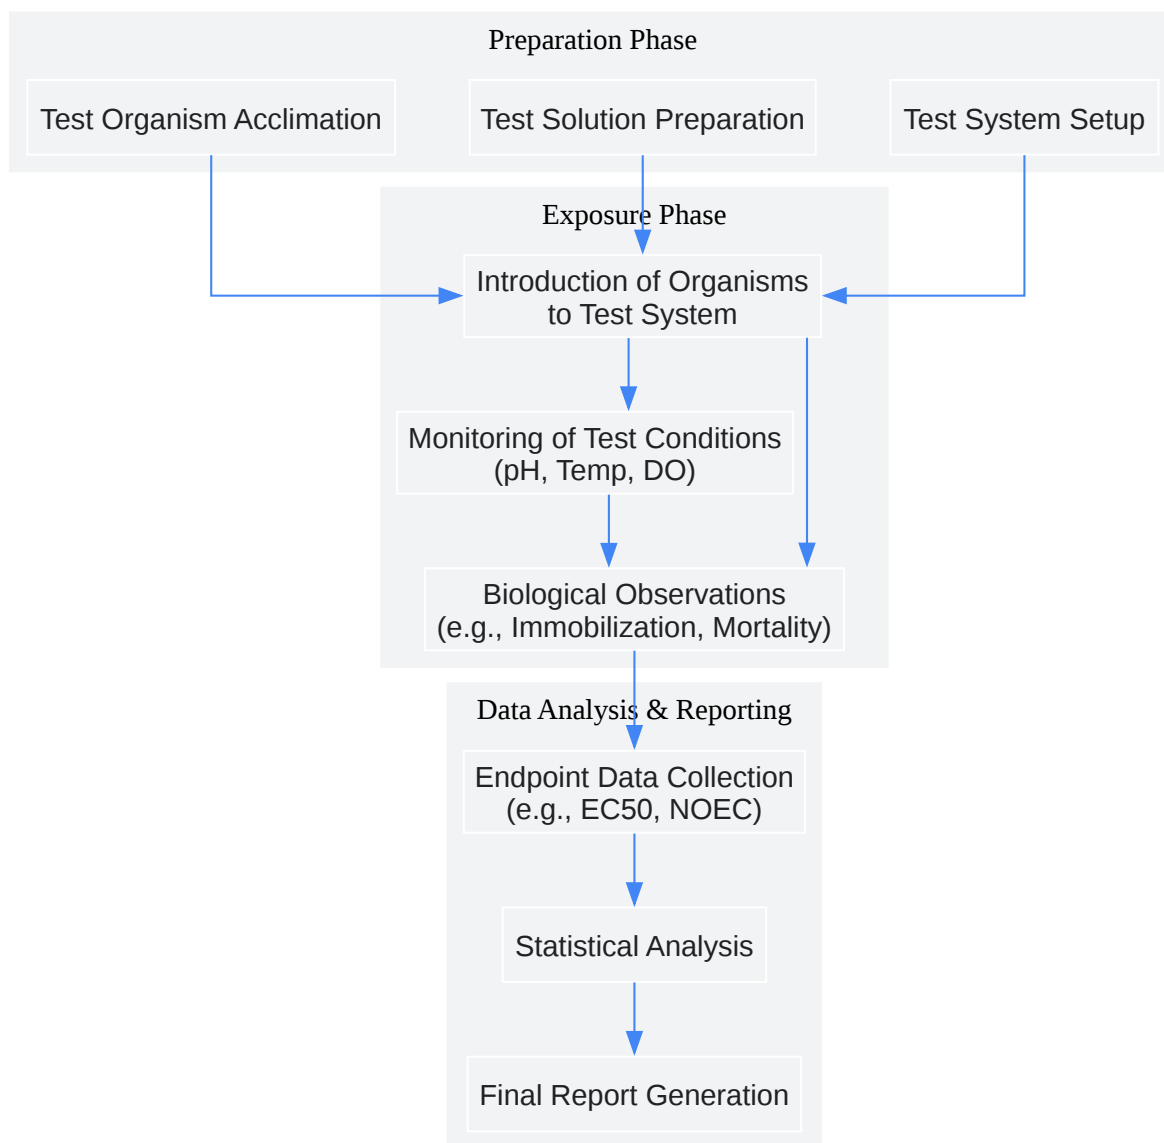 Preparation Phase
Test Organism Acclimation
Test Solution Preparation
Test System Setup
Exposure Phase
Introduction of Organisms
to Test System
Monitoring of Test Conditions
(pH, Temp, DO)
Biological Observations
(e.g., Immobilization, Mortality)
Data Analysis & Reporting
Endpoint Data Collection
(e.g., EC50, NOEC)
Statistical Analysis
Final Report Generation